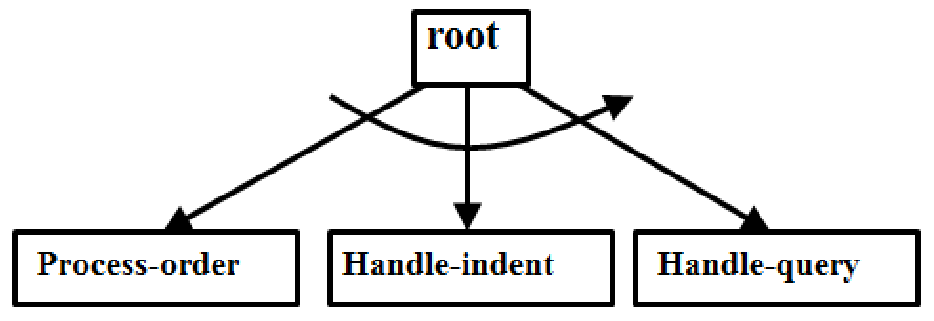 root
Process-order
Handle-indent
Handle-query